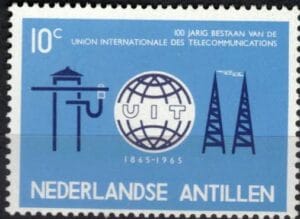 10c
100 JARIG BESTAAN VAN DE
UNION INTERNATIONALE DES TELECOMMUNICATIONS
UIT
1865-1965
NEDERLANDSE ANTILLEN